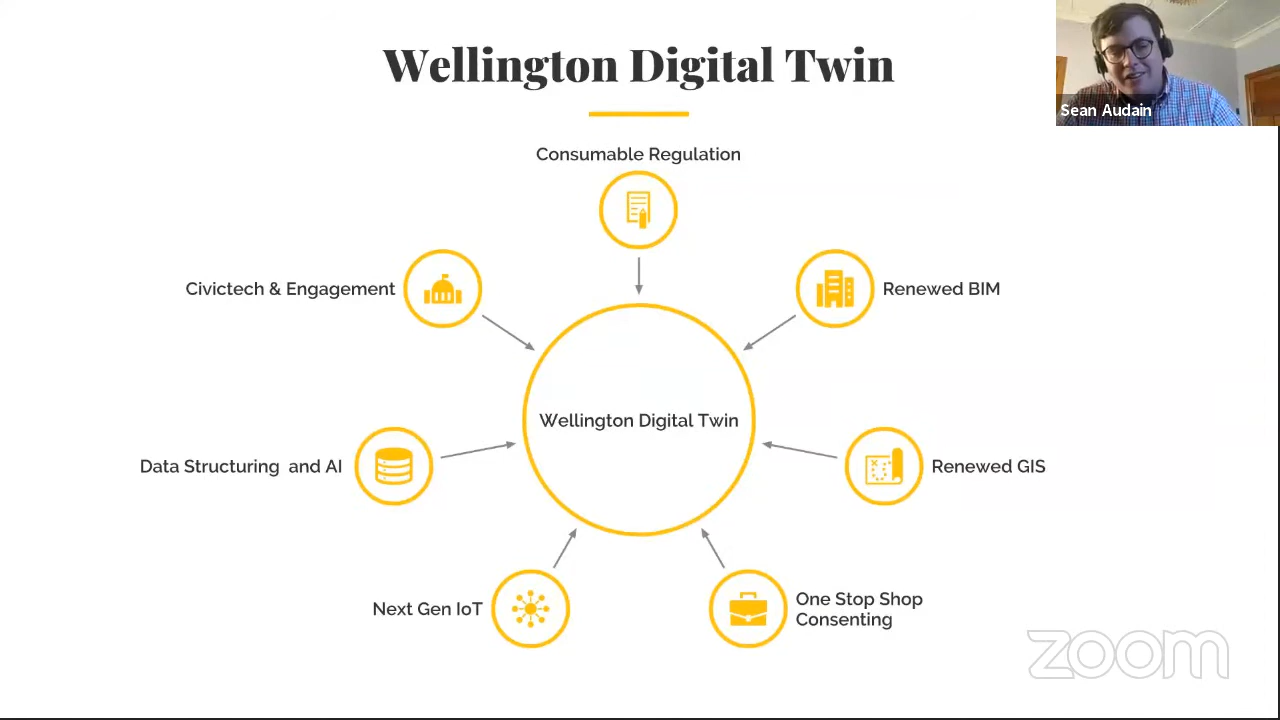 Wellington Digital Twin
Sean Audain
Consumable Regulation
Civictech & Engagement
Renewed BIM
Wellington Digital Twin
Data Structuring and AI
Renewed GIS
Next Gen IoT
One Stop Shop
Consenting
zoom